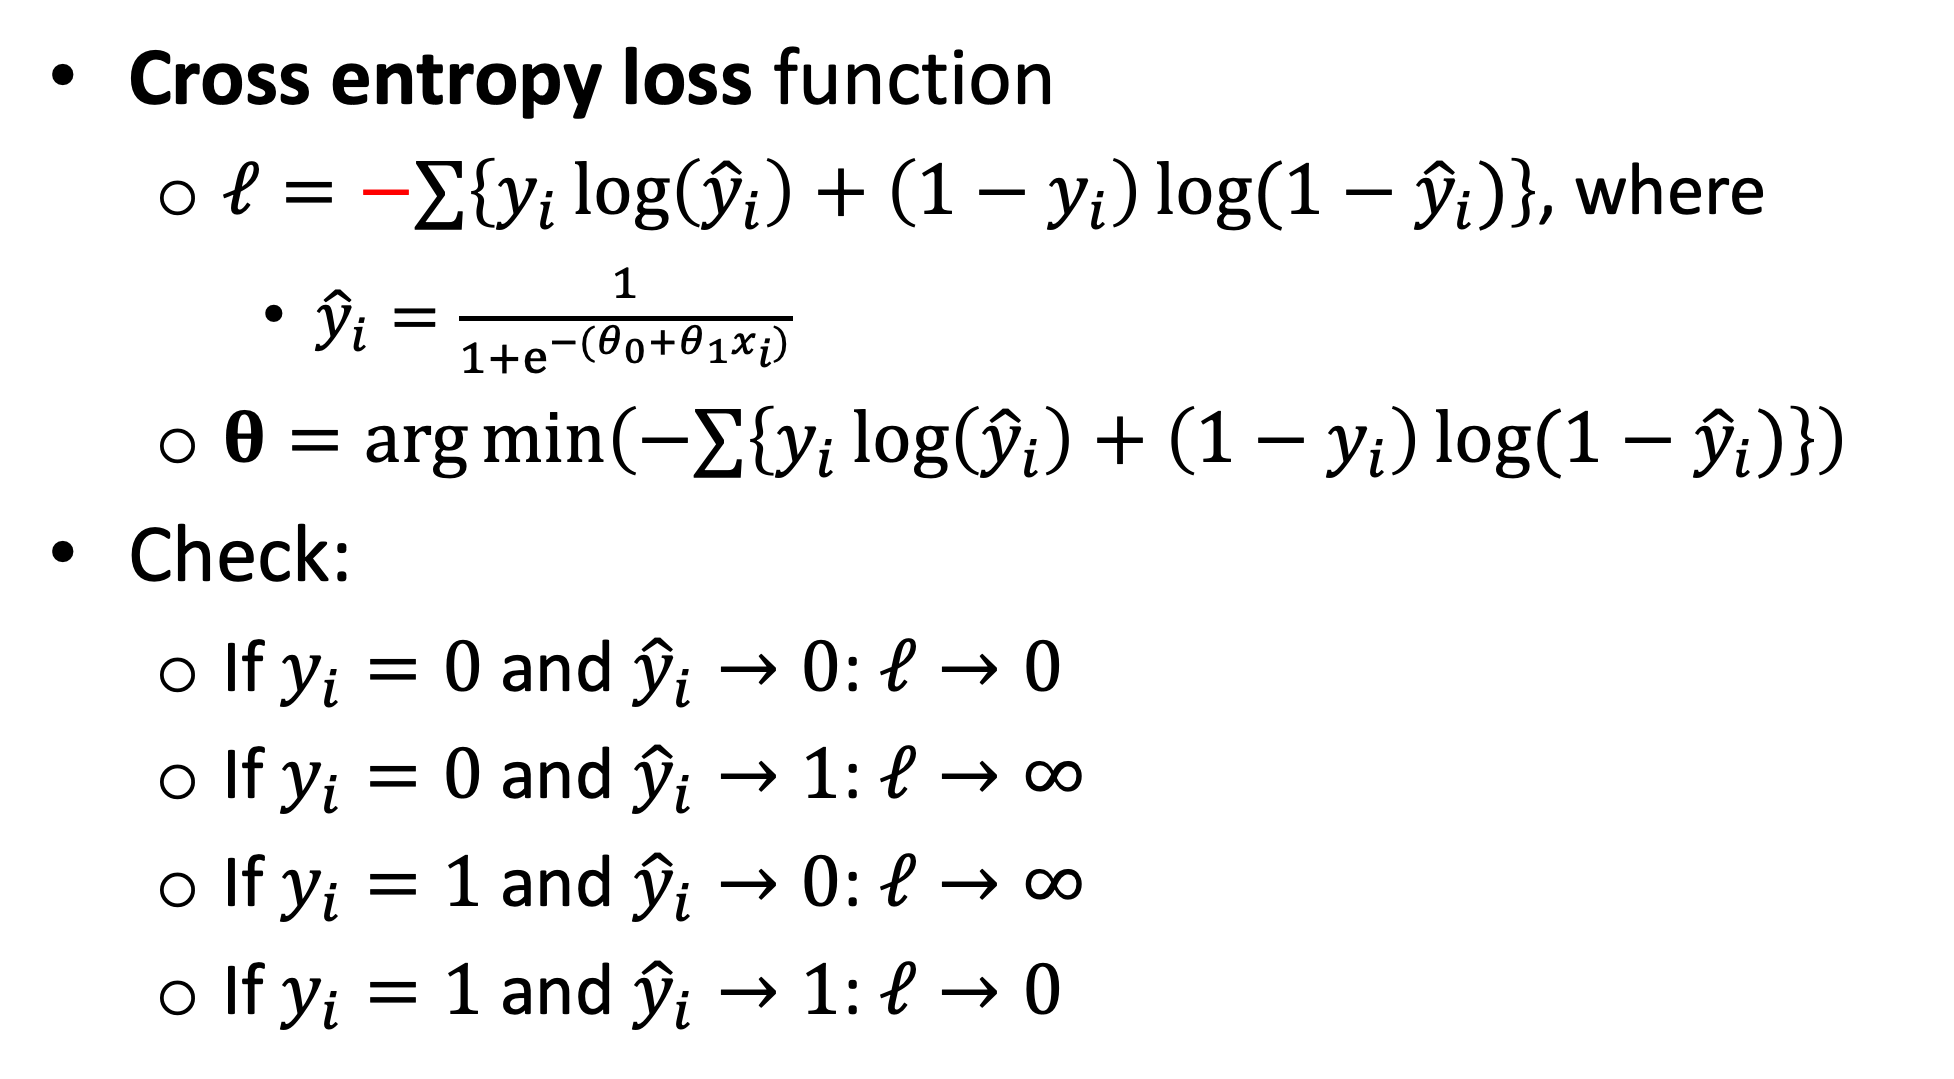 • Cross entropy loss function
○ ℓ = −∑{yᵢ log(ŷᵢ) + (1 − yᵢ) log(1 − ŷᵢ)}, where
• ŷᵢ = 1 / (1+e^−(θ₀+θ₁xᵢ))
○ θ = arg min(−∑{yᵢ log(ŷᵢ) + (1 − yᵢ) log(1 − ŷᵢ)})
• Check:
○ If yᵢ = 0 and ŷᵢ → 0: ℓ → 0
○ If yᵢ = 0 and ŷᵢ → 1: ℓ → ∞
○ If yᵢ = 1 and ŷᵢ → 0: ℓ → ∞
○ If yᵢ = 1 and ŷᵢ → 1: ℓ → 0